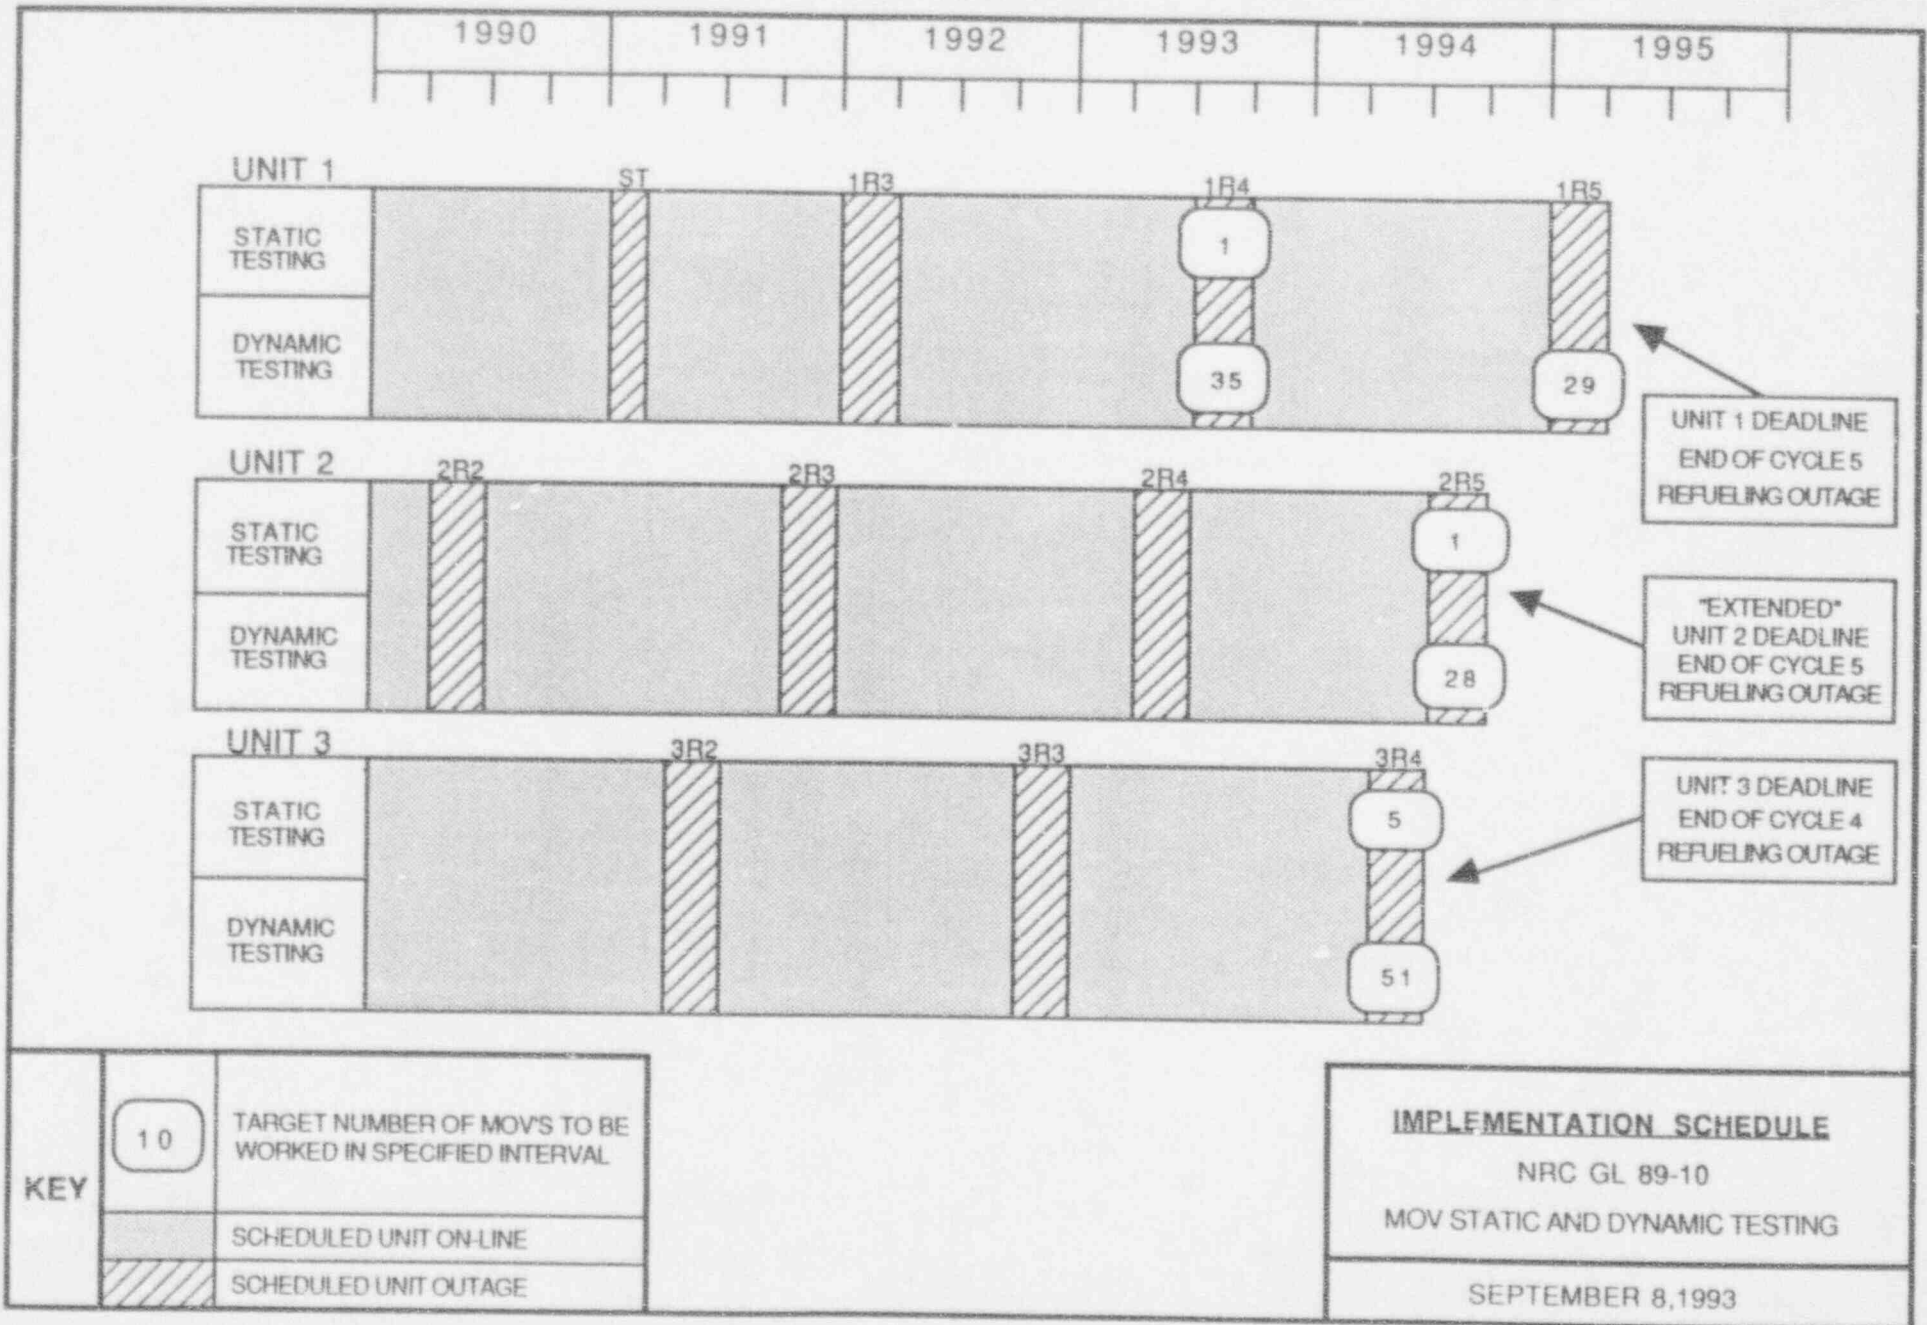 1990 1991 1992 1993 1994 1995
UNIT 1
ST 1R3 1R4 1R5
STATIC
TESTING
1
DYNAMIC
TESTING
35 29
UNIT 1 DEADLINE
END OF CYCLE 5
REFUELING OUTAGE
UNIT 2
2R2 2R3 2R4 2R5
STATIC
TESTING
1
DYNAMIC
TESTING
28
"EXTENDED"
UNIT 2 DEADLINE
END OF CYCLE 5
REFUELING OUTAGE
UNIT 3
3R2 3R3 3R4
STATIC
TESTING
5
DYNAMIC
TESTING
51
UNIT 3 DEADLINE
END OF CYCLE 4
REFUELING OUTAGE
KEY
10
TARGET NUMBER OF MOV'S TO BE
WORKED IN SPECIFIED INTERVAL
SCHEDULED UNIT ON-LINE
SCHEDULED UNIT OUTAGE
IMPLEMENTATION SCHEDULE
NRC GL 89-10
MOV STATIC AND DYNAMIC TESTING
SEPTEMBER 8,1993